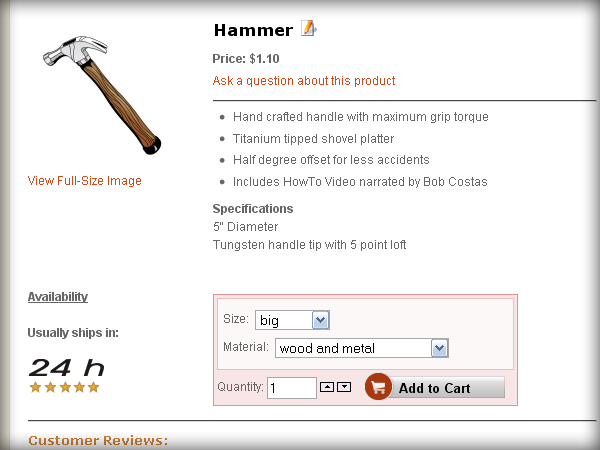 Hammer
Price: $1.10
Ask a question about this product
Hand crafted handle with maximum grip torque
Titanium tipped shovel platter
Half degree offset for less accidents
Includes HowTo Video narrated by Bob Costas
View Full-Size Image
Specifications
5" Diameter
Tungsten handle tip with 5 point loft
Availability
Usually ships in:
24 h
Size: big
Material: wood and metal
Quantity: 1 Add to Cart
Customer Reviews: